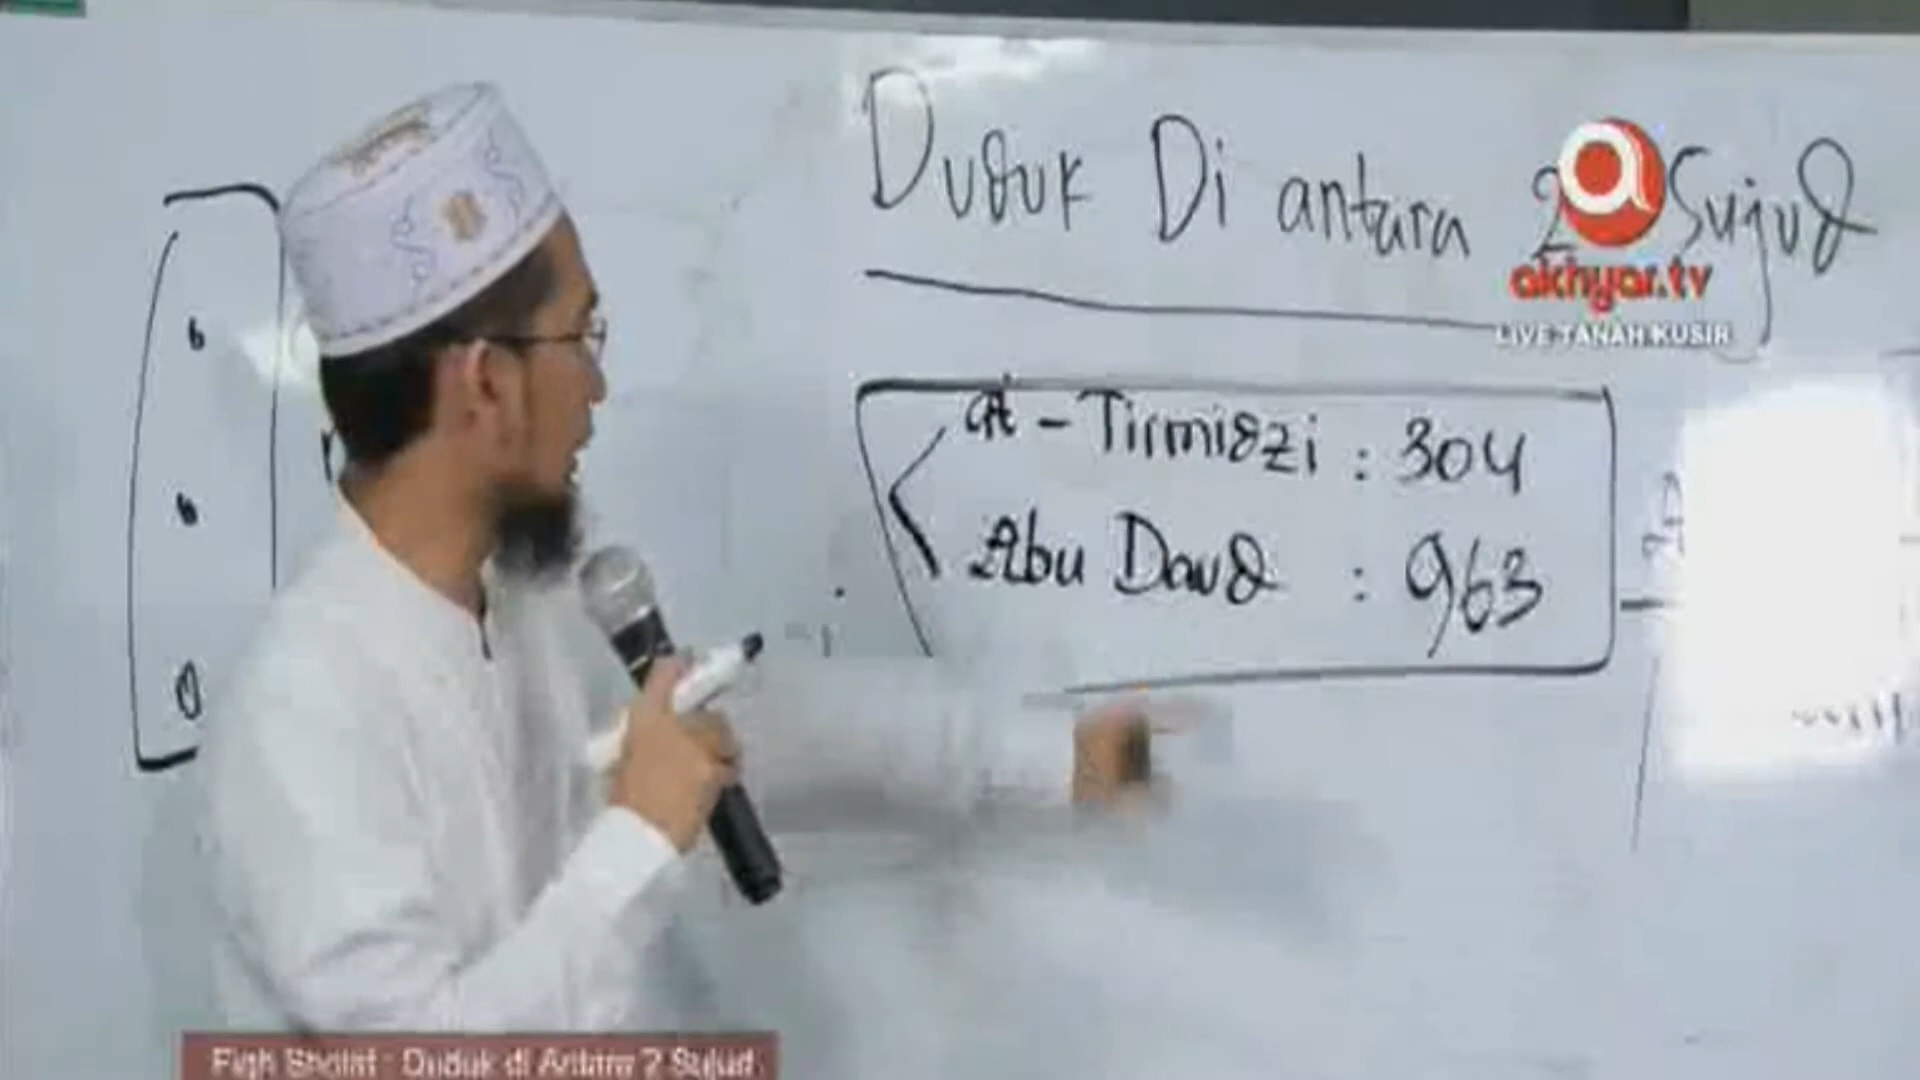 Duduk Di antara 2 Sujud
a
akhyar.tv
LIVE TANAH KUSIR
at-Tirmidzi : 304
Abu Daud : 963
Fiqh Sholat : Duduk di Antara 2 Sujud